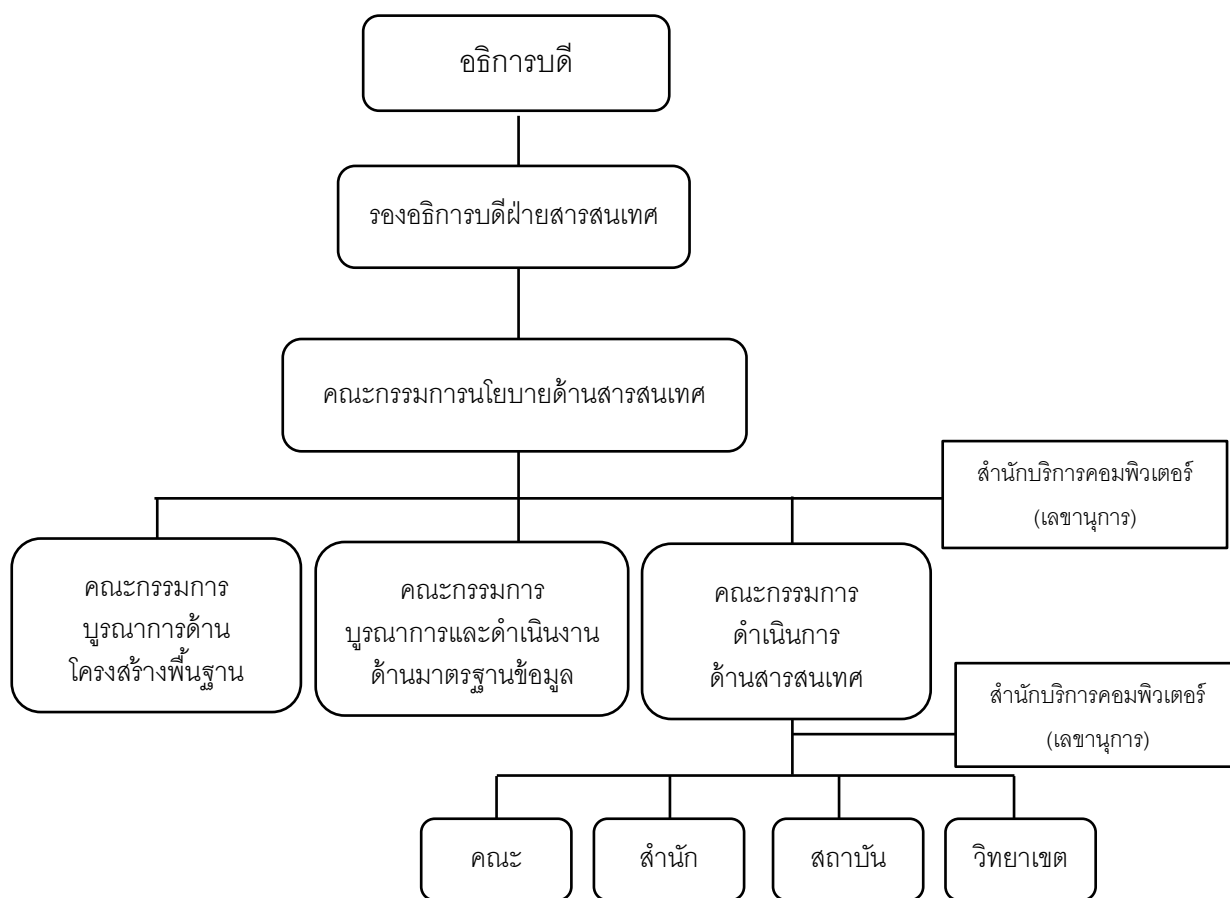 อธิการบดี
รองอธิการบดีฝ่ายสารสนเทศ
คณะกรรมการนโยบายด้านสารสนเทศ
สำนักบริการคอมพิวเตอร์
(เลขานุการ)
คณะกรรมการ
บูรณาการด้าน
โครงสร้างพื้นฐาน
คณะกรรมการ
บูรณาการและดำเนินงาน
ด้านมาตรฐานข้อมูล
คณะกรรมการ
ดำเนินการ
ด้านสารสนเทศ
สำนักบริการคอมพิวเตอร์
(เลขานุการ)
คณะ
สำนัก
สถาบัน
วิทยาเขต